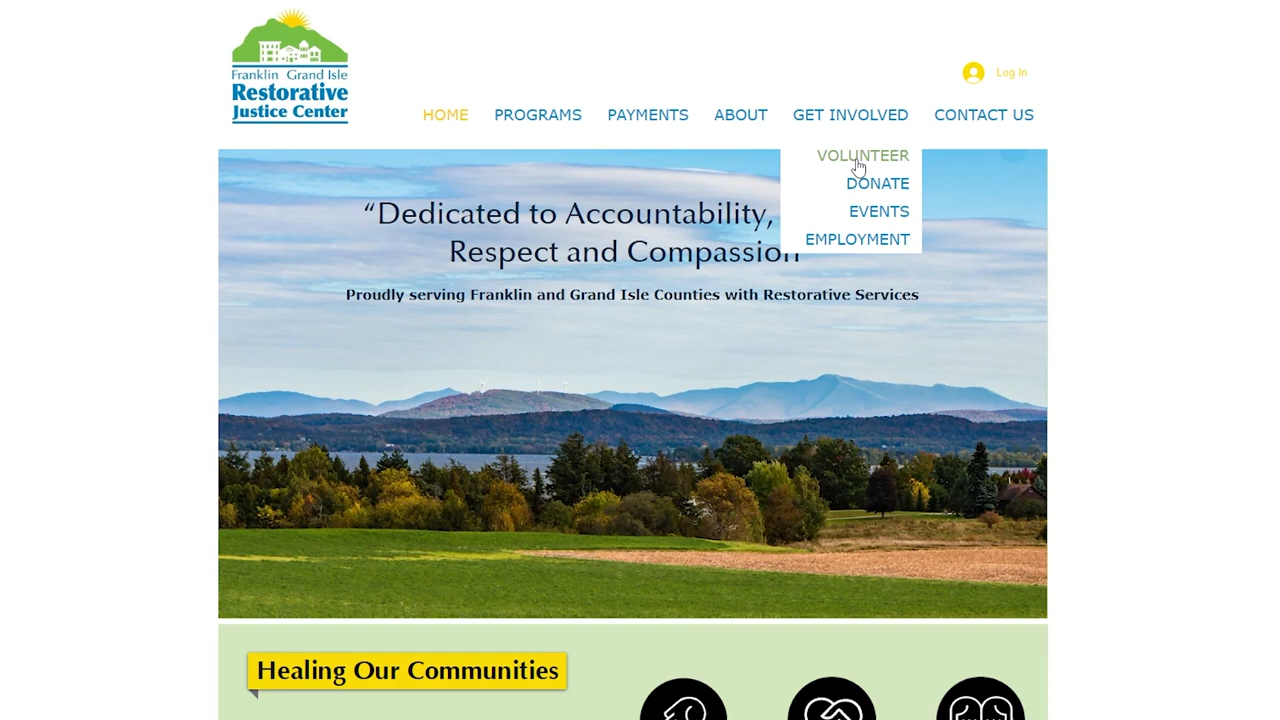 Franklin Grand Isle
Restorative
Justice Center
Log In
HOME PROGRAMS PAYMENTS ABOUT GET INVOLVED CONTACT US
VOLUNTEER
DONATE
EVENTS
EMPLOYMENT
“Dedicated to Accountability,
Respect and Compassion
Proudly serving Franklin and Grand Isle Counties with Restorative Services
Healing Our Communities